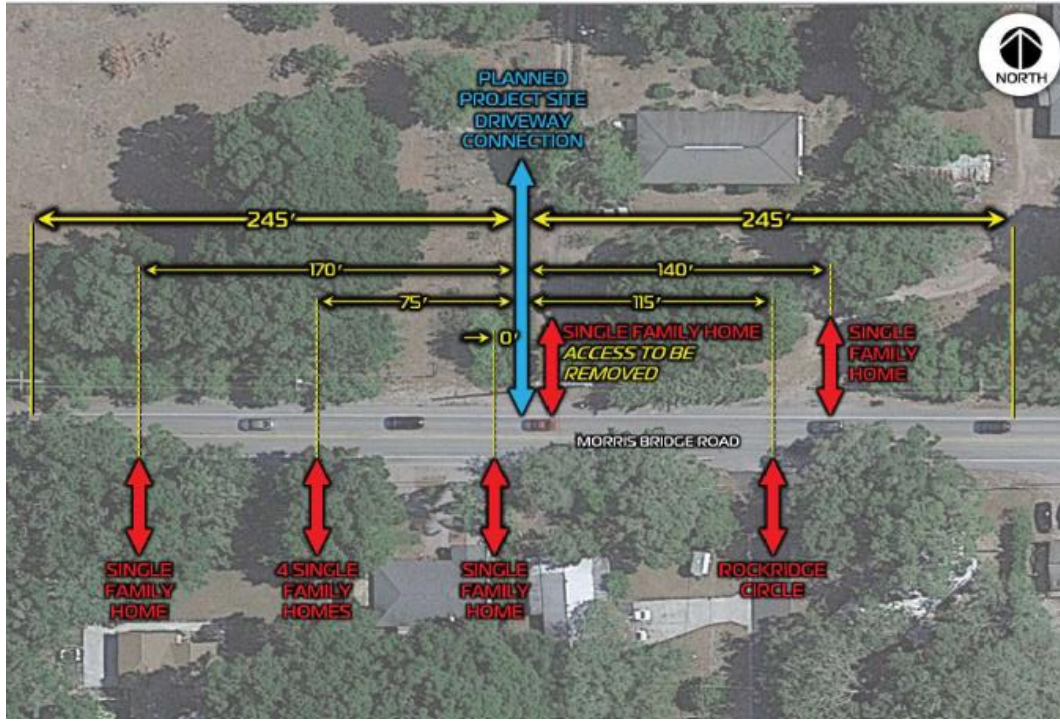 NORTH
PLANNED
PROJECT SITE
DRIVEWAY
CONNECTION
245'
245'
170'
140'
75'
115'
0'
SINGLE FAMILY HOME
ACCESS TO BE
REMOVED
SINGLE
FAMILY
HOME
MORRIS BRIDGE ROAD
SINGLE
FAMILY
HOME
4 SINGLE
FAMILY
HOMES
SINGLE
FAMILY
HOME
ROCKRIDGE
CIRCLE